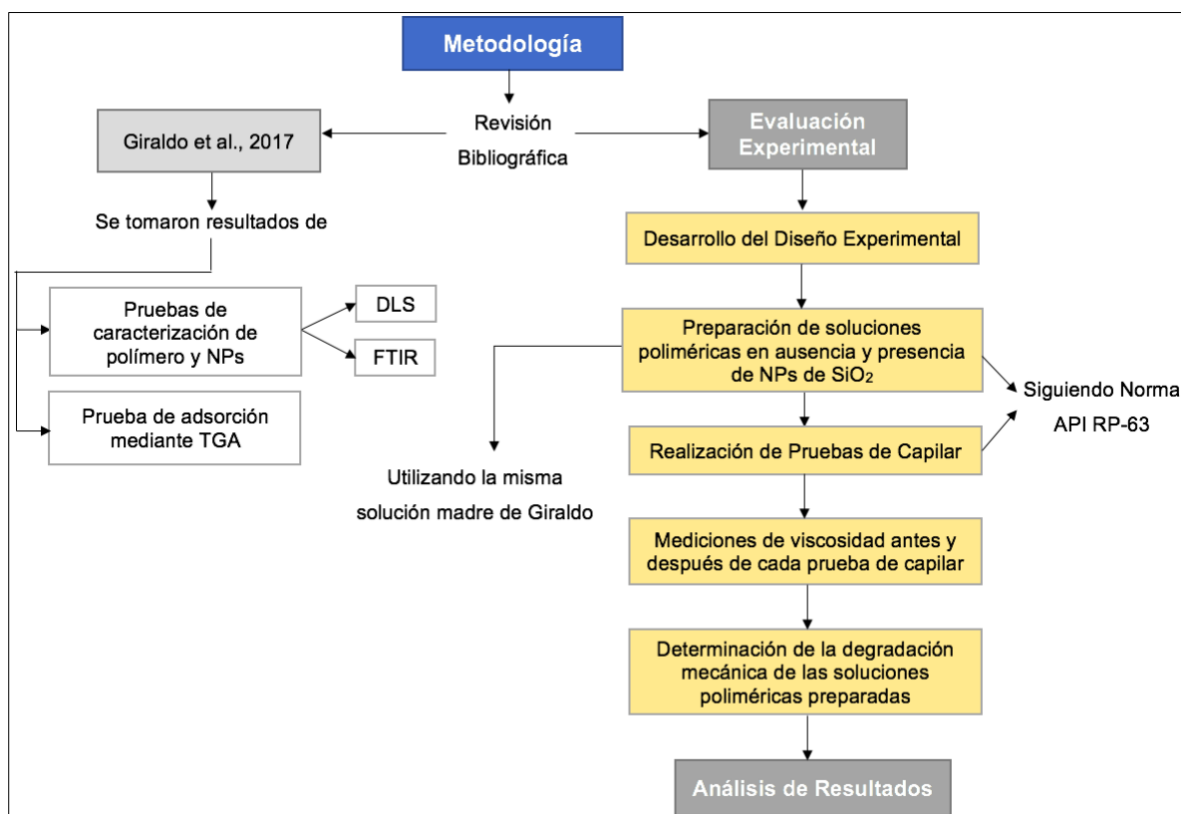 Metodología
Revisión
Bibliográfica
Giraldo et al., 2017
Se tomaron resultados de
Pruebas de
caracterización de
polímero y NPs
DLS
FTIR
Prueba de adsorción
mediante TGA
Evaluación
Experimental
Desarrollo del Diseño Experimental
Preparación de soluciones
poliméricas en ausencia y presencia
de NPs de SiO₂
Siguiendo Norma
API RP-63
Utilizando la misma
solución madre de Giraldo
Realización de Pruebas de Capilar
Mediciones de viscosidad antes y
después de cada prueba de capilar
Determinación de la degradación
mecánica de las soluciones
poliméricas preparadas
Análisis de Resultados